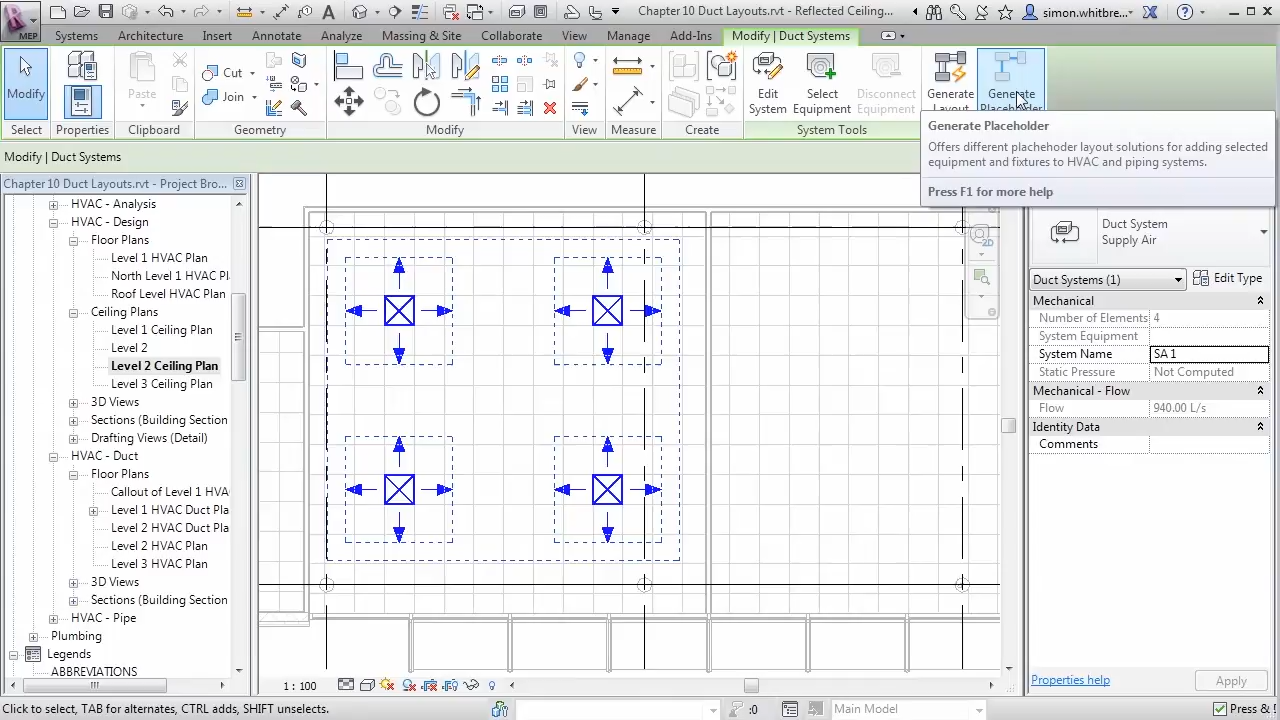 Chapter 10 Duct Layouts.rvt - Reflected Ceiling...
simon.whitbre...
MEP
Systems
Architecture
Insert
Annotate
Analyze
Massing & Site
Collaborate
View
Manage
Add-Ins
Modify | Duct Systems
Modify
Paste
Cut
Join
Edit
System
Select
Equipment
Disconnect
Equipment
Generate
Layout
Generate
Placeholder
Select
Properties
Clipboard
Geometry
Modify
View
Measure
Create
System Tools
Generate Placeholder
Offers different placehehoder layout solutions for adding selected
equipment and fixtures to HVAC and piping systems.
Press F1 for more help
Modify | Duct Systems
Chapter 10 Duct Layouts.rvt - Project Bro...
HVAC - Analysis
HVAC - Design
Floor Plans
Level 1 HVAC Plan
North Level 1 HVAC Pl
Roof Level HVAC Plan
Ceiling Plans
Level 1 Ceiling Plan
Level 2
Level 2 Ceiling Plan
Level 3 Ceiling Plan
3D Views
Sections (Building Section
Drafting Views (Detail)
HVAC - Duct
Floor Plans
Callout of Level 1 HVA
Level 1 HVAC Duct Pla
Level 2 HVAC Duct Pla
Level 2 HVAC Plan
Level 3 HVAC Plan
3D Views
Sections (Building Section
HVAC - Pipe
Plumbing
Legends
ABBREVIATIONS
2D
Duct System
Supply Air
Duct Systems (1)
Edit Type
Mechanical
Number of Elements 4
System Equipment
System Name SA 1
Static Pressure Not Computed
Mechanical - Flow
Flow 940.00 L/s
Identity Data
Comments
Properties help
Apply
1 : 100
Click to select, TAB for alternates, CTRL adds, SHIFT unselects.
:0
Main Model
Press &